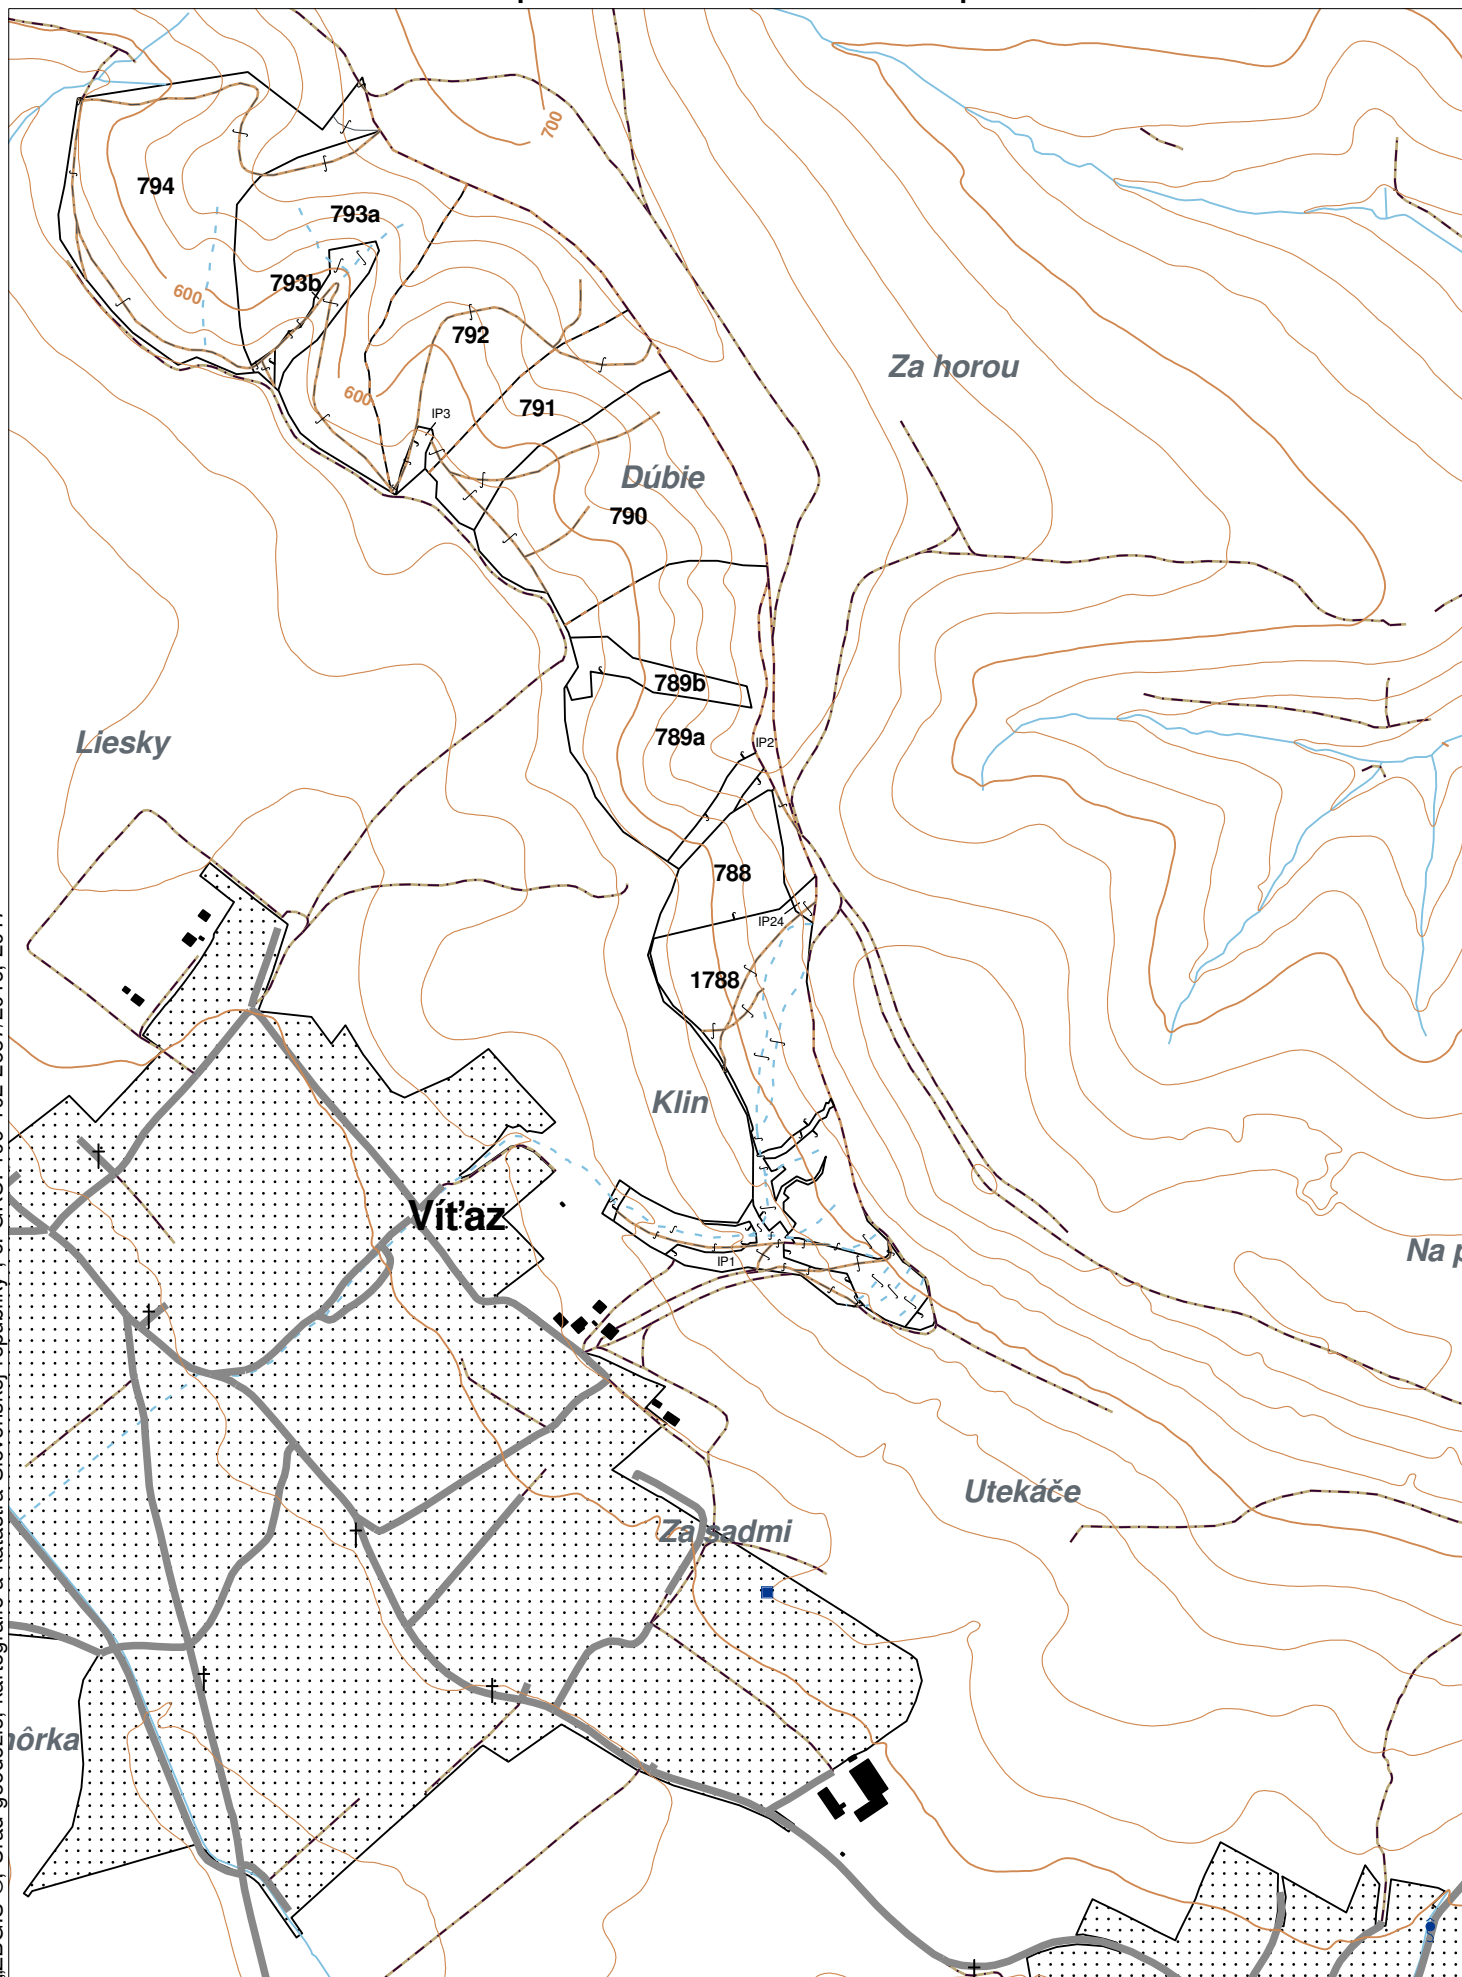 700
794
793a
793b
600
792
Za horou
600
IP3
791
Dúbie
790
789b
789a
IP2
Liesky
788
IP24
1788
Klin
Víťaz
IP1
Na p
Utekáče
Za sadmi
hôrka